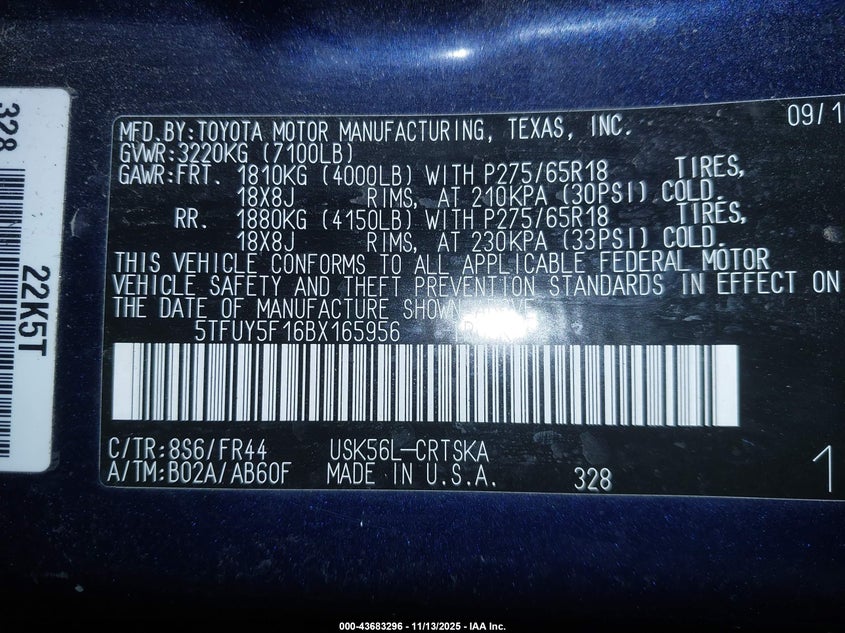 MFD.BY:TOYOTA MOTOR MANUFACTURING, TEXAS, INC. 09/1
GVWR:3220KG (7100LB)
GAWR:FRT. 1810KG (4000LB) WITH P275/65R18 TIRES,
18X8J RIMS, AT 210KPA (30PSI) COLD.
RR. 1880KG (4150LB) WITH P275/65R18 TIRES,
18X8J RIMS, AT 230KPA (33PSI) COLD.
THIS VEHICLE CONFORMS TO ALL APPLICABLE FEDERAL MOTOR
VEHICLE SAFETY AND THEFT PREVENTION STANDARDS IN EFFECT ON
THE DATE OF MANUFACTURE SHOWN ABOVE.
5TFUY5F16BX165956
C/TR:8S6/FR44 USK56L-CRTSKA
A/TM:B02A/AB60F MADE IN U.S.A. 328
1
328
22K5T
000-43683296 - 11/13/2025 - IAA Inc.